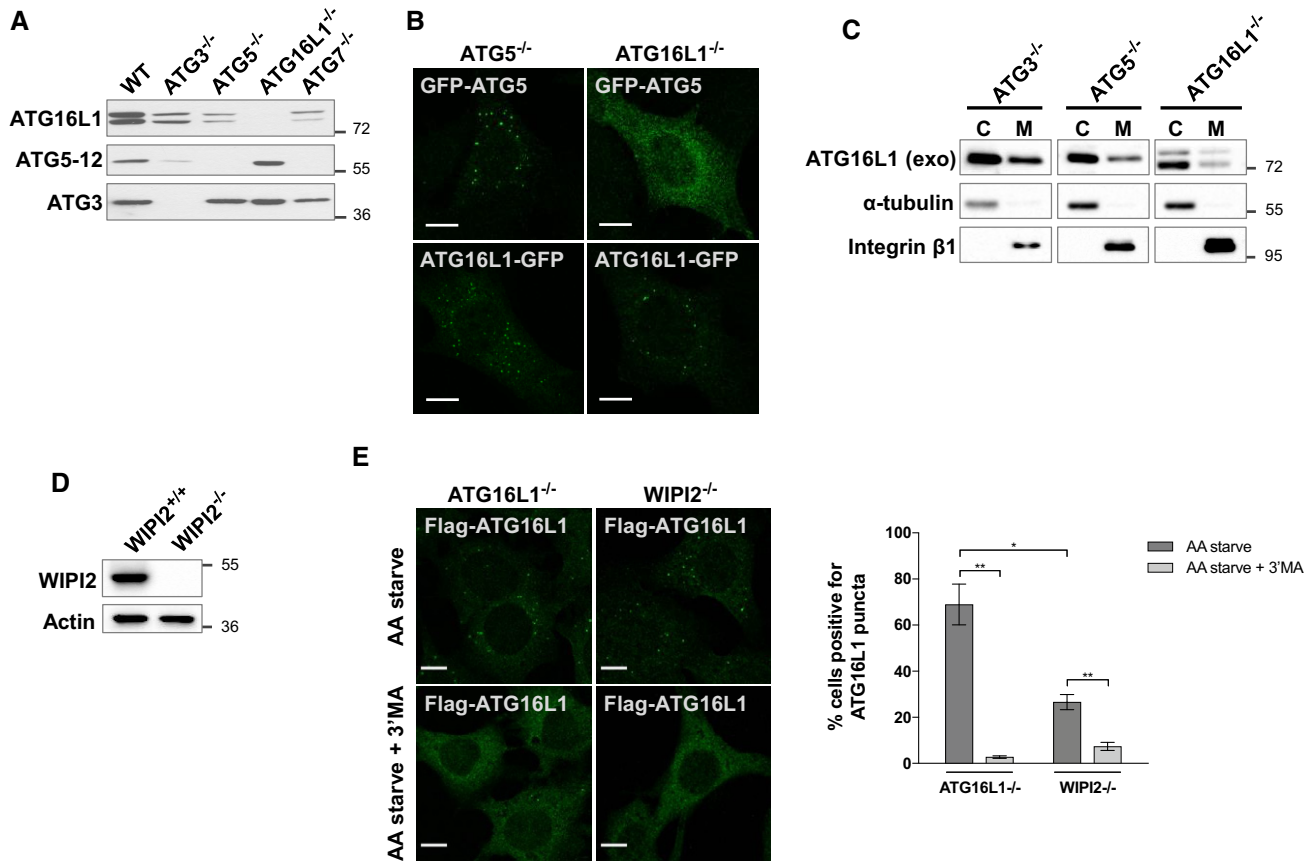 A
WT ATG3-/- ATG5-/- ATG16L1-/- ATG7-/-
ATG16L1
72
ATG5-12
55
ATG3
36
B
ATG5-/- ATG16L1-/-
GFP-ATG5 GFP-ATG5
ATG16L1-GFP ATG16L1-GFP
C
ATG3-/- ATG5-/- ATG16L1-/-
C M C M C M
ATG16L1 (exo)
72
α-tubulin
55
Integrin β1
95
D
WIPI2+/+ WIPI2-/-
WIPI2
55
Actin
36
E
ATG16L1-/- WIPI2-/-
AA starve
Flag-ATG16L1 Flag-ATG16L1
AA starve + 3'MA
Flag-ATG16L1 Flag-ATG16L1
% cells positive for
ATG16L1 puncta
100
80
60
40
20
0
*
**
**
ATG16L1-/- WIPI2-/-
AA starve
AA starve + 3'MA